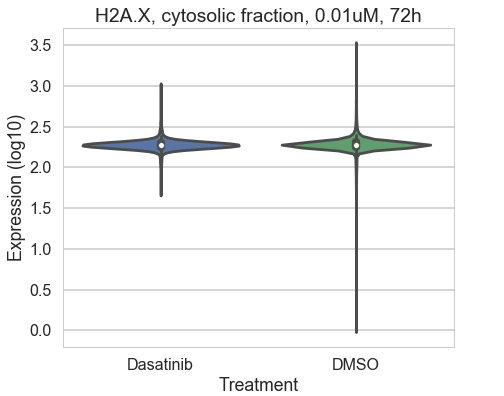 H2A.X, cytosolic fraction, 0.01uM, 72h
3.5
3.0
2.5
2.0
1.5
1.0
0.5
0.0
Expression (log10)
Dasatinib DMSO
Treatment